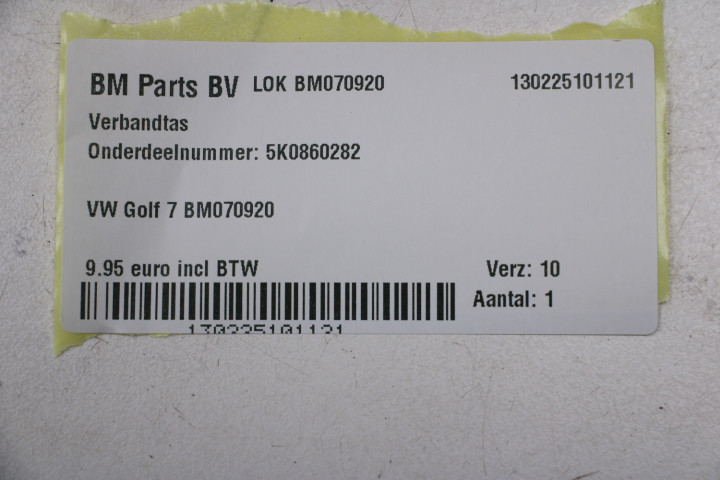 BM Parts BV LOK BM070920 130225101121
Verbandtas
Onderdeelnummer: 5K0860282
VW Golf 7 BM070920
9.95 euro incl BTW Verz: 10
Aantal: 1
130225101121